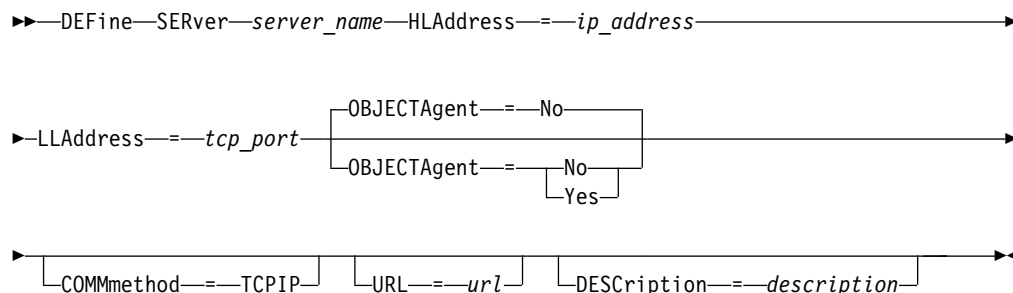 DEFine SERver server_name HLAddress = ip_address
OBJECTAgent = No
LLAddress = tcp_port
OBJECTAgent = No
Yes
COMMmethod = TCPIP URL = url DESCription = description